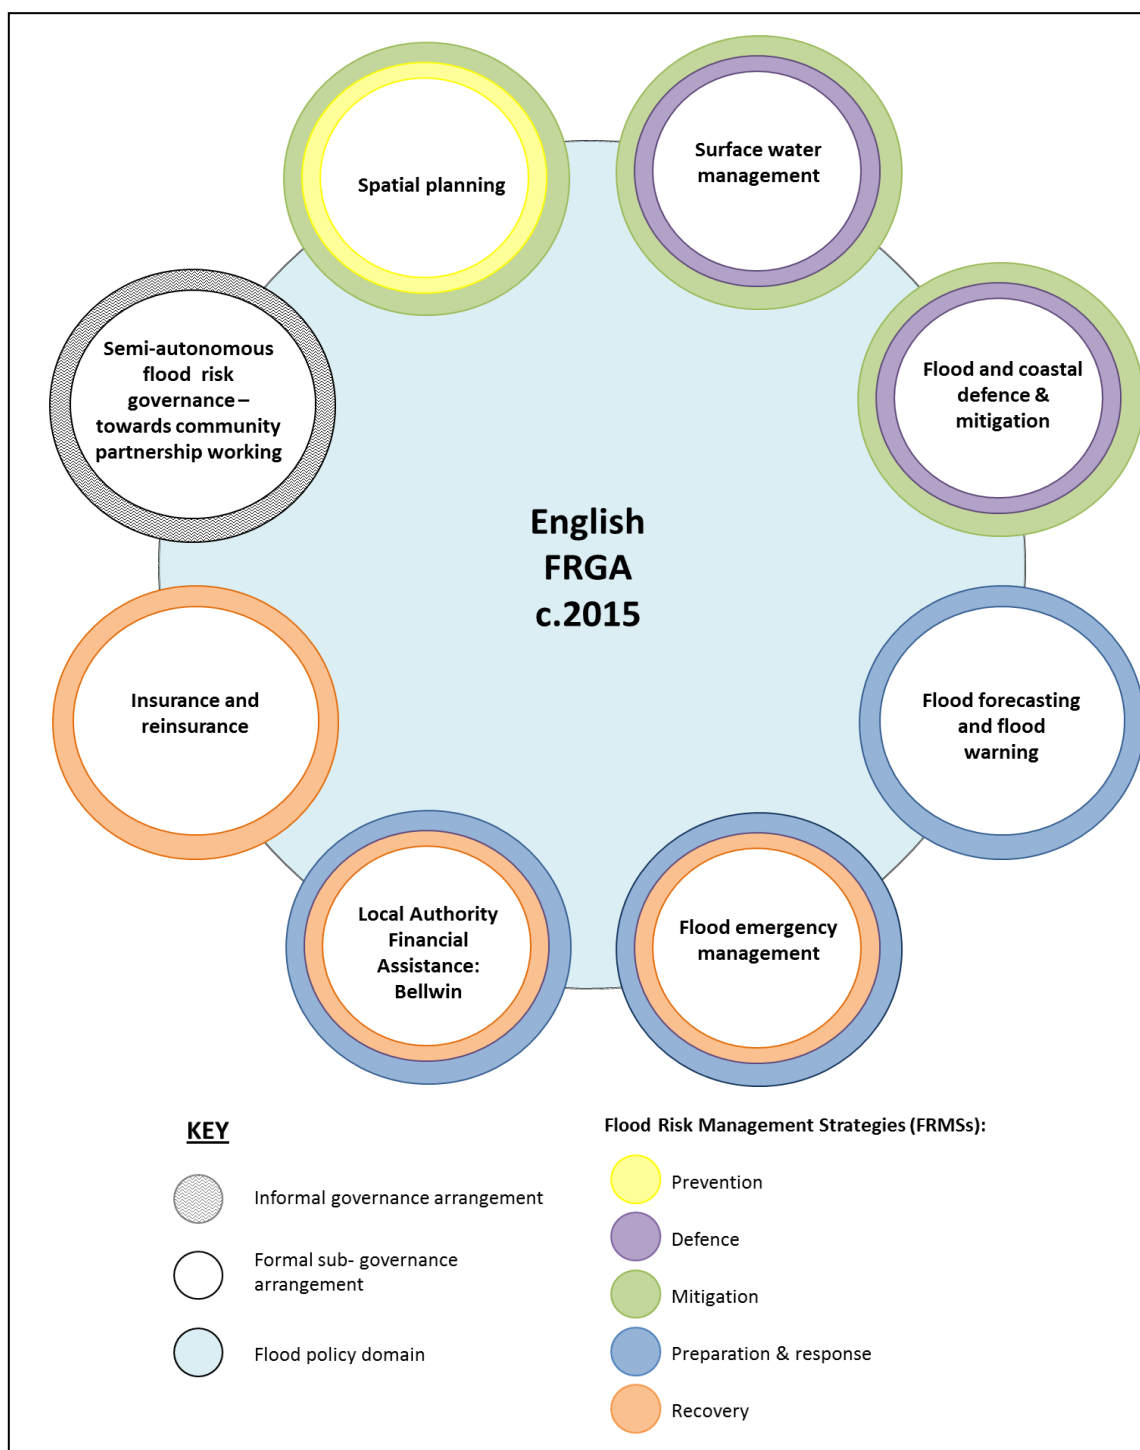 Spatial planning
Surface water
management
Semi-autonomous
flood risk
governance –
towards community
partnership working
Flood and coastal
defence &
mitigation
English
FRGA
c.2015
Insurance and
reinsurance
Flood forecasting
and flood
warning
Local Authority
Financial
Assistance:
Bellwin
Flood emergency
management
KEY
Informal governance arrangement
Formal sub- governance
arrangement
Flood policy domain
Flood Risk Management Strategies (FRMSs):
Prevention
Defence
Mitigation
Preparation & response
Recovery